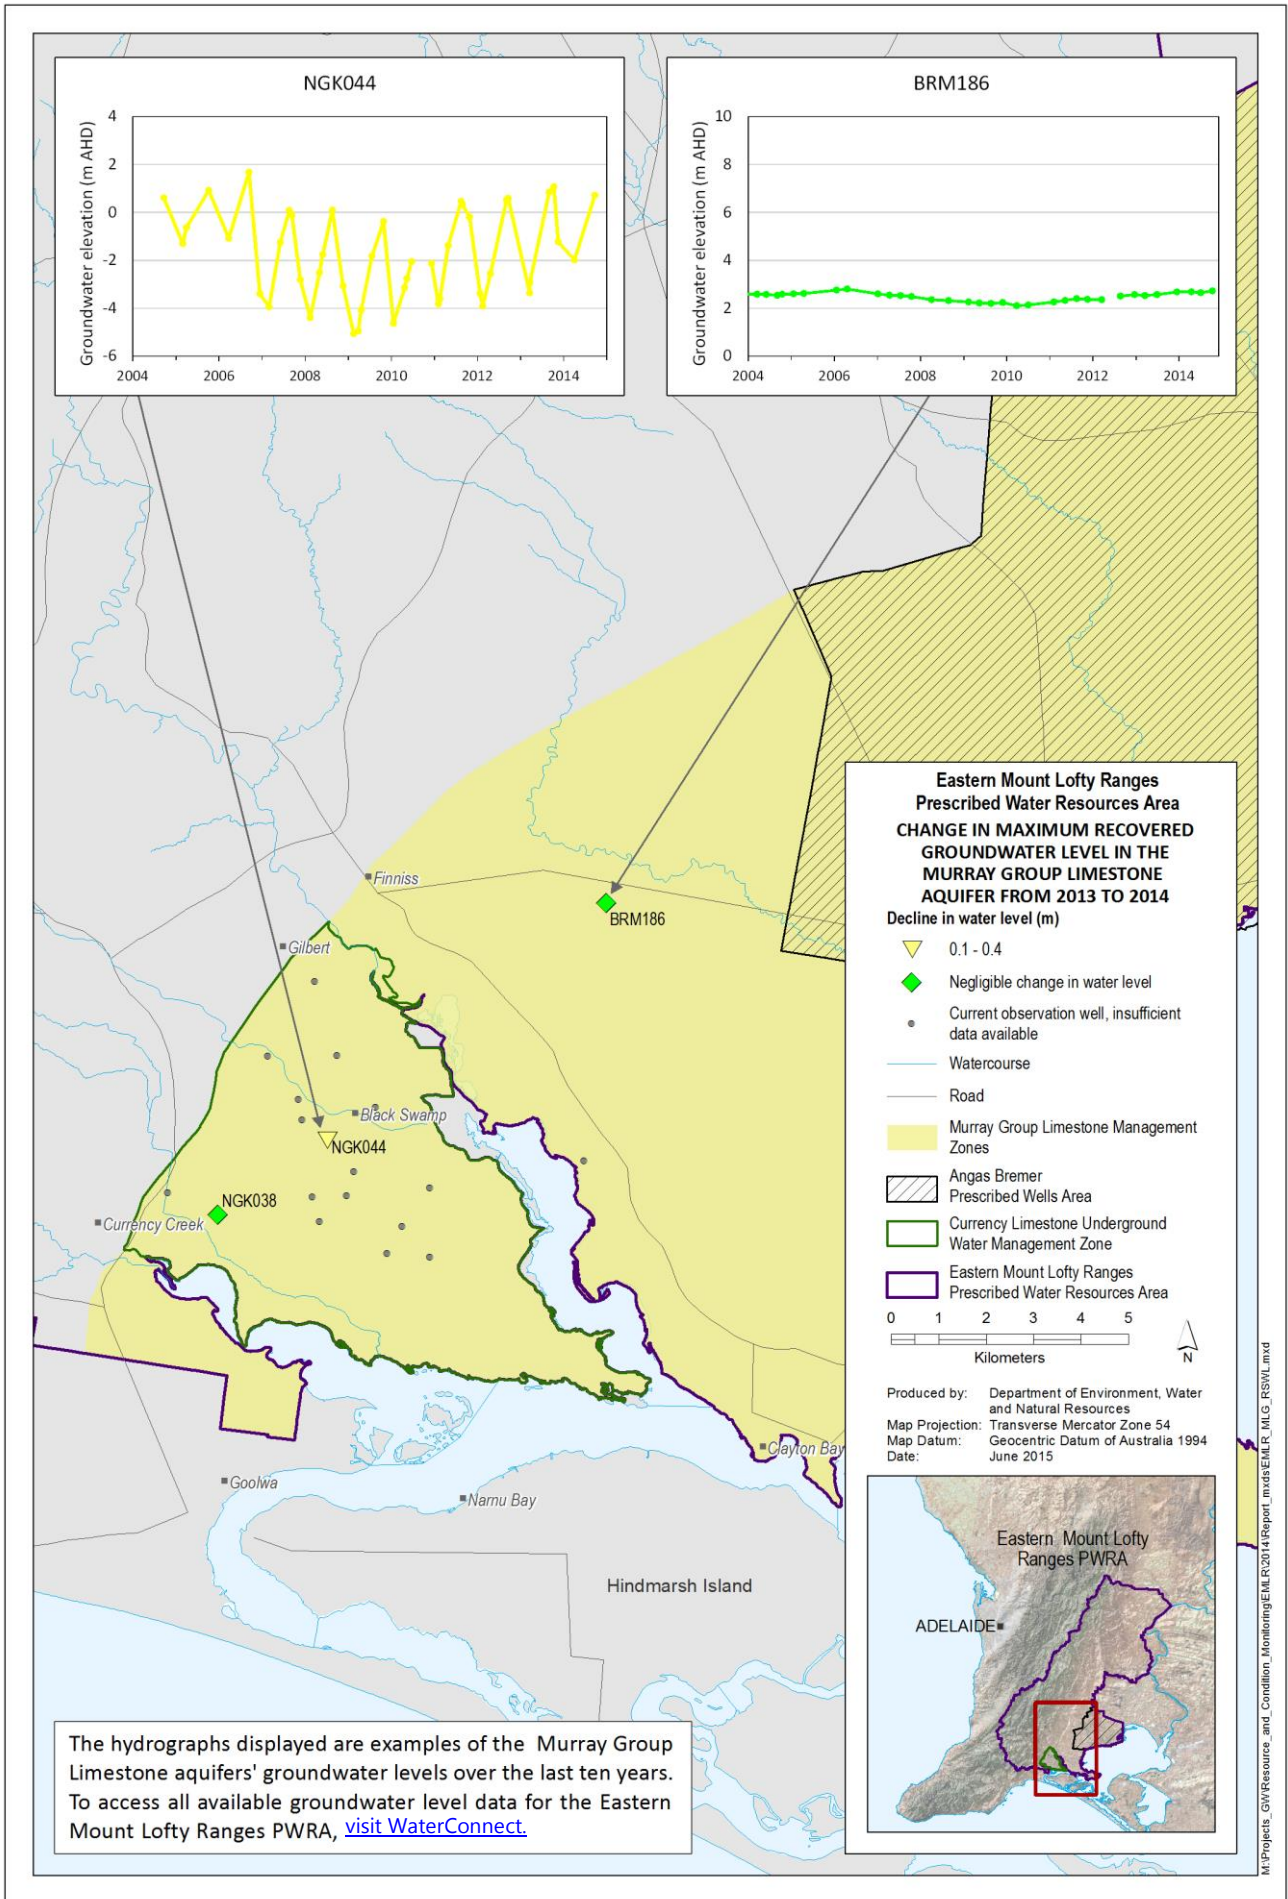 NGK044
Groundwater elevation (m AHD)
4
2
0
-2
-4
-6
2004
2006
2008
2010
2012
2014
BRM186
Groundwater elevation (m AHD)
10
8
6
4
2
0
2004
2006
2008
2010
2012
2014
Finniss
BRM186
Gilbert
Black Swamp
NGK044
NGK038
Currency Creek
Clayton Bay
Goolwa
Narnu Bay
Hindmarsh Island
Eastern Mount Lofty Ranges
Prescribed Water Resources Area
CHANGE IN MAXIMUM RECOVERED
GROUNDWATER LEVEL IN THE
MURRAY GROUP LIMESTONE
AQUIFER FROM 2013 TO 2014
Decline in water level (m)
0.1 - 0.4
Negligible change in water level
Current observation well, insufficient
data available
Watercourse
Road
Murray Group Limestone Management
Zones
Angas Bremer
Prescribed Wells Area
Currency Limestone Underground
Water Management Zone
Eastern Mount Lofty Ranges
Prescribed Water Resources Area
0 1 2 3 4 5
Kilometers
N
Produced by: Department of Environment, Water
and Natural Resources
Map Projection: Transverse Mercator Zone 54
Map Datum: Geocentric Datum of Australia 1994
Date: June 2015
Eastern Mount Lofty
Ranges PWRA
ADELAIDE
The hydrographs displayed are examples of the Murray Group
Limestone aquifers' groundwater levels over the last ten years.
To access all available groundwater level data for the Eastern
Mount Lofty Ranges PWRA, visit WaterConnect.
M:\Projects_GW\Resource_and_Condition_Monitoring\EMLR\2014\Report_mxds\EMLR_MLG_RSWL.mxd